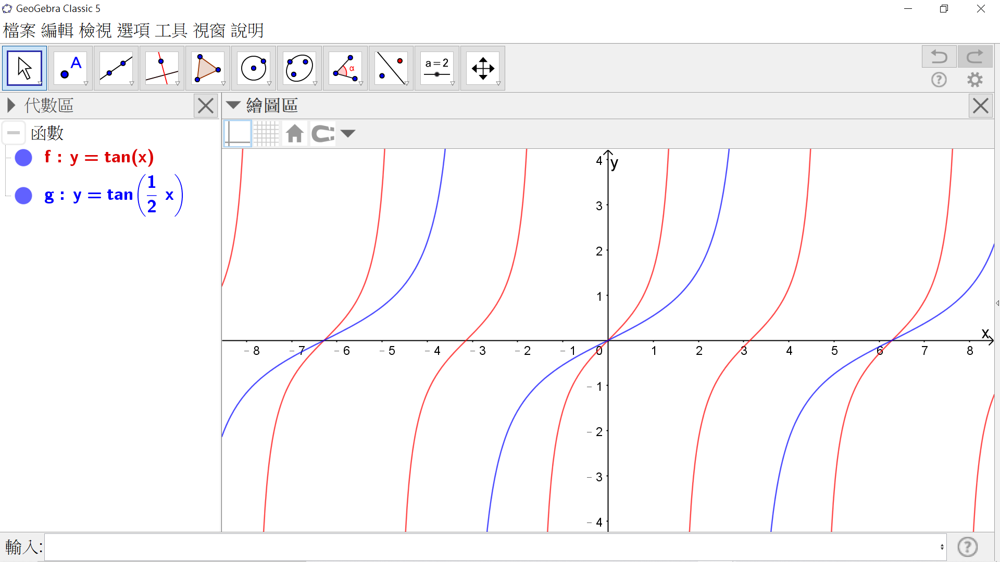 GeoGebra Classic 5
檔案 編輯 檢視 選項 工具 視窗 說明
A
α
a = 2
代數區
繪圖區
函數
f : y = tan(x)
g : y = tan(1/2 x)
y
4
3
2
1
x
– 8 – 7 – 6 – 5 – 4 – 3 – 2 – 1 0 1 2 3 4 5 6 7 8
– 1
– 2
– 3
– 4
輸入: